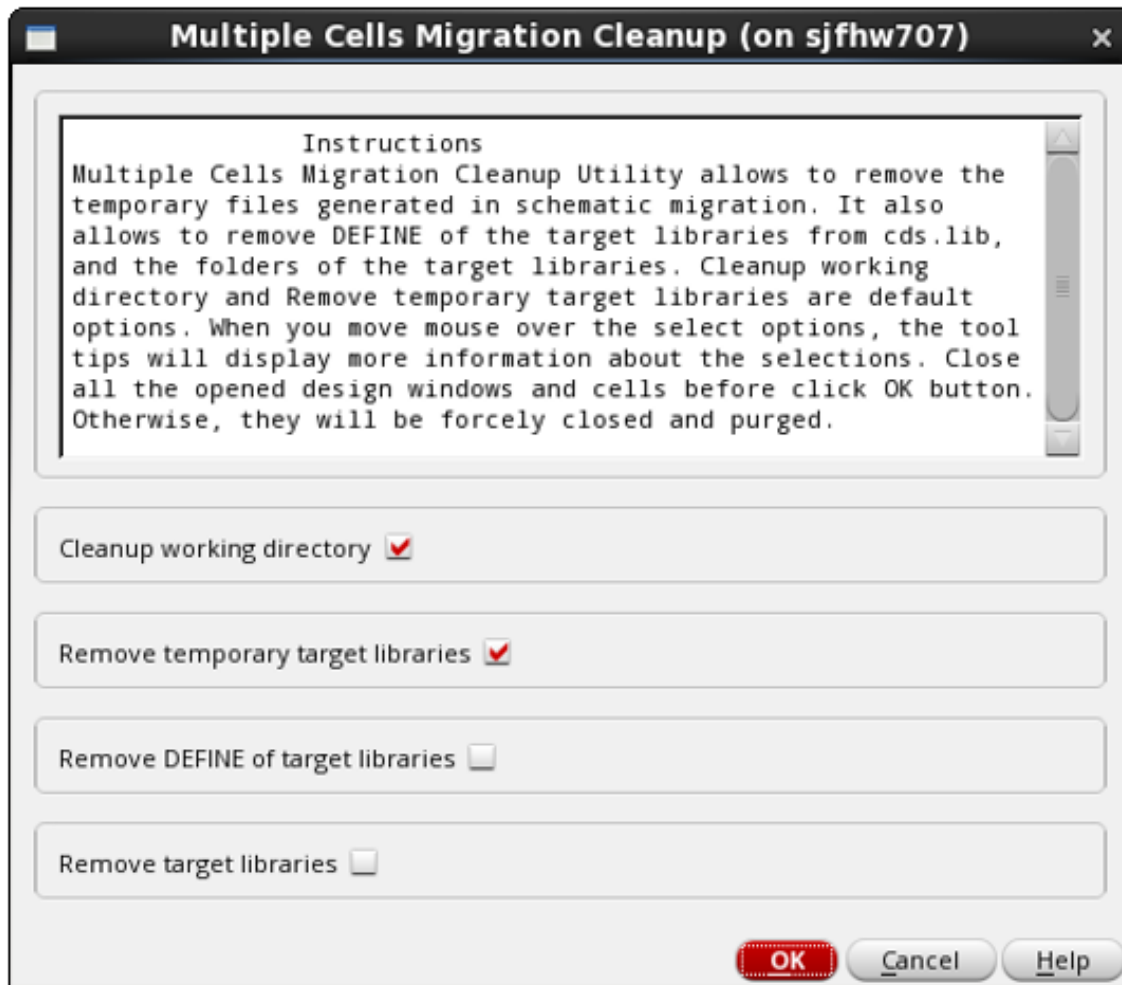 Multiple Cells Migration Cleanup (on sjfhw707)
Instructions
Multiple Cells Migration Cleanup Utility allows to remove the
temporary files generated in schematic migration. It also
allows to remove DEFINE of the target libraries from cds.lib,
and the folders of the target libraries. Cleanup working
directory and Remove temporary target libraries are default
options. When you move mouse over the select options, the tool
tips will display more information about the selections. Close
all the opened design windows and cells before click OK button.
Otherwise, they will be forcely closed and purged.
Cleanup working directory
Remove temporary target libraries
Remove DEFINE of target libraries
Remove target libraries
OK Cancel Help